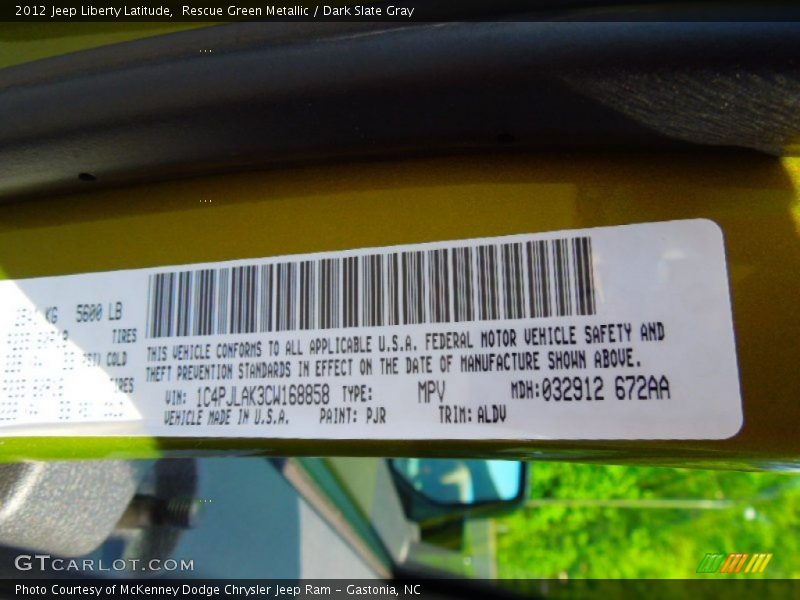 2012 Jeep Liberty Latitude,  Rescue Green Metallic / Dark Slate Gray
KG 5600 LB
TIRES
COLD
TIRES
THIS VEHICLE CONFORMS TO ALL APPLICABLE U.S.A. FEDERAL MOTOR VEHICLE SAFETY AND
THEFT PREVENTION STANDARDS IN EFFECT ON THE DATE OF MANUFACTURE SHOWN ABOVE.
VIN: 1C4PJLAK3CW168858 TYPE: MPV MDH:032912 672AA
VEHICLE MADE IN U.S.A. PAINT: PJR TRIM: ALDV
GTCARLOT.COM
Photo Courtesy of McKenney Dodge Chrysler Jeep Ram - Gastonia, NC